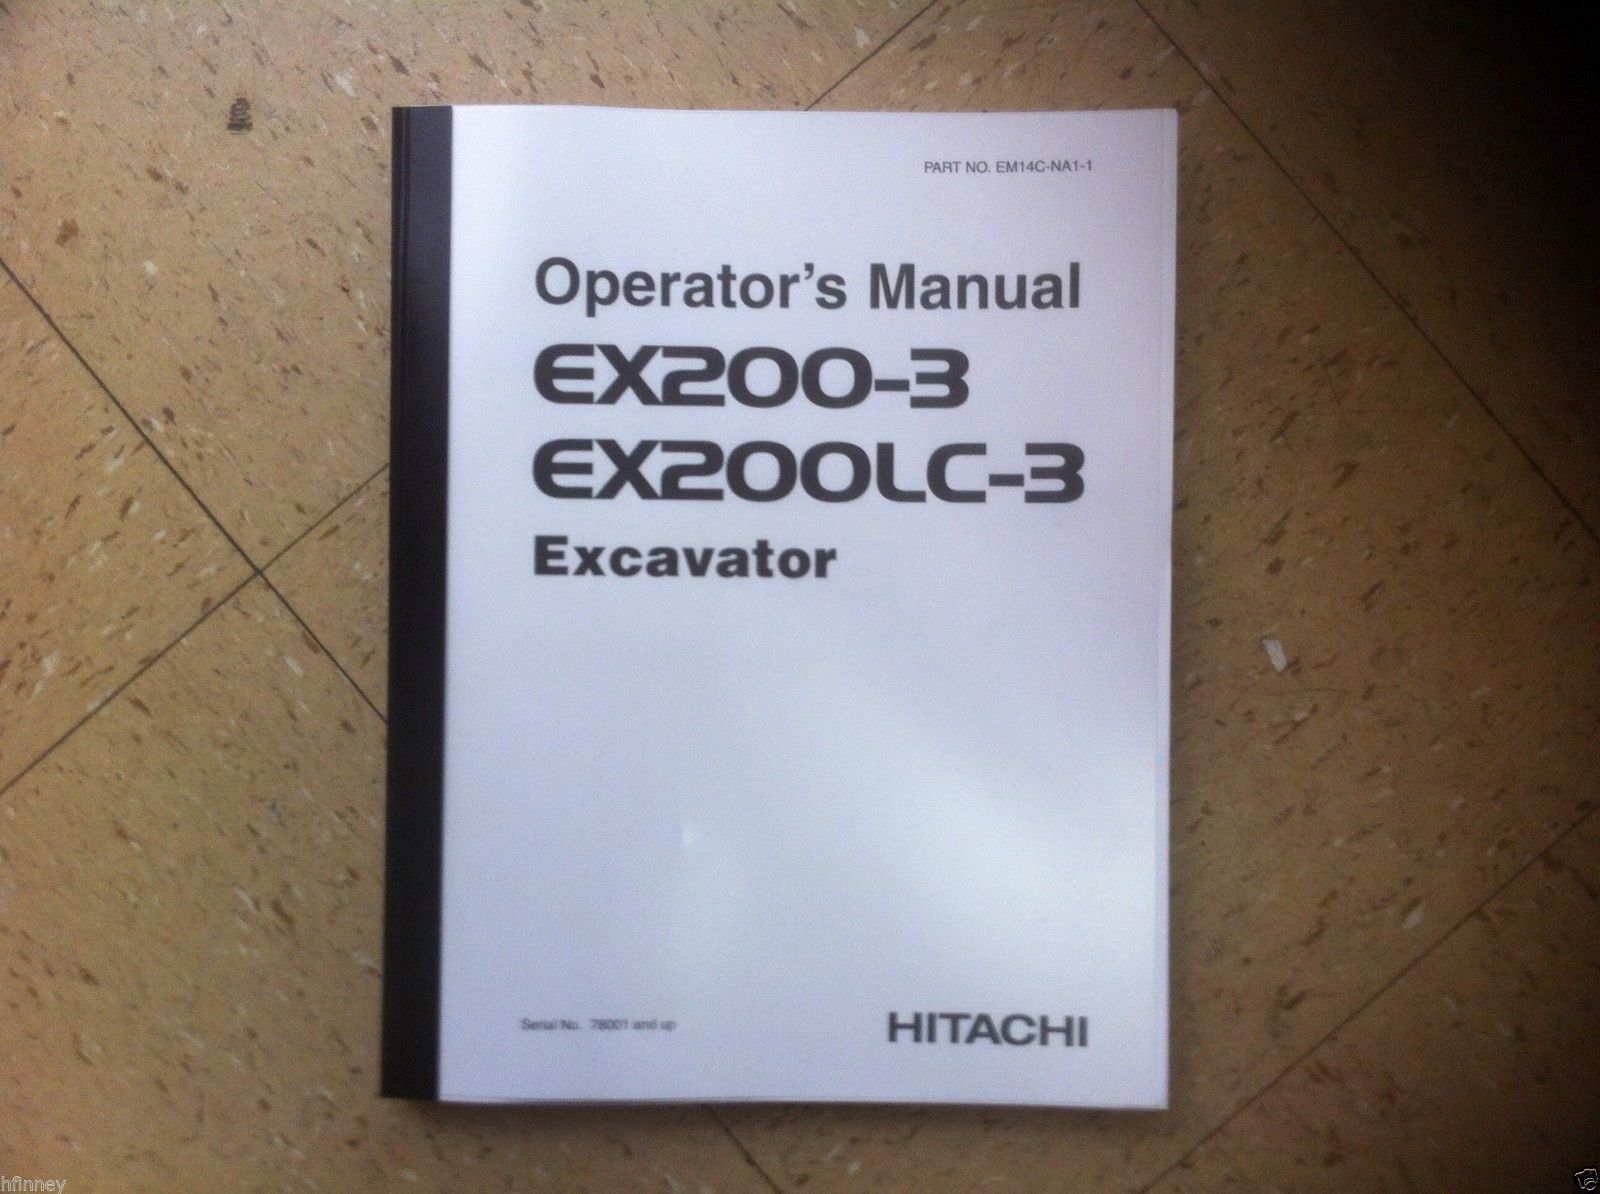 PART NO. EM14C-NA1-1
Operator's Manual
EX200-3
EX200LC-3
Excavator
Serial No. 78001 and up
HITACHI
hfinney